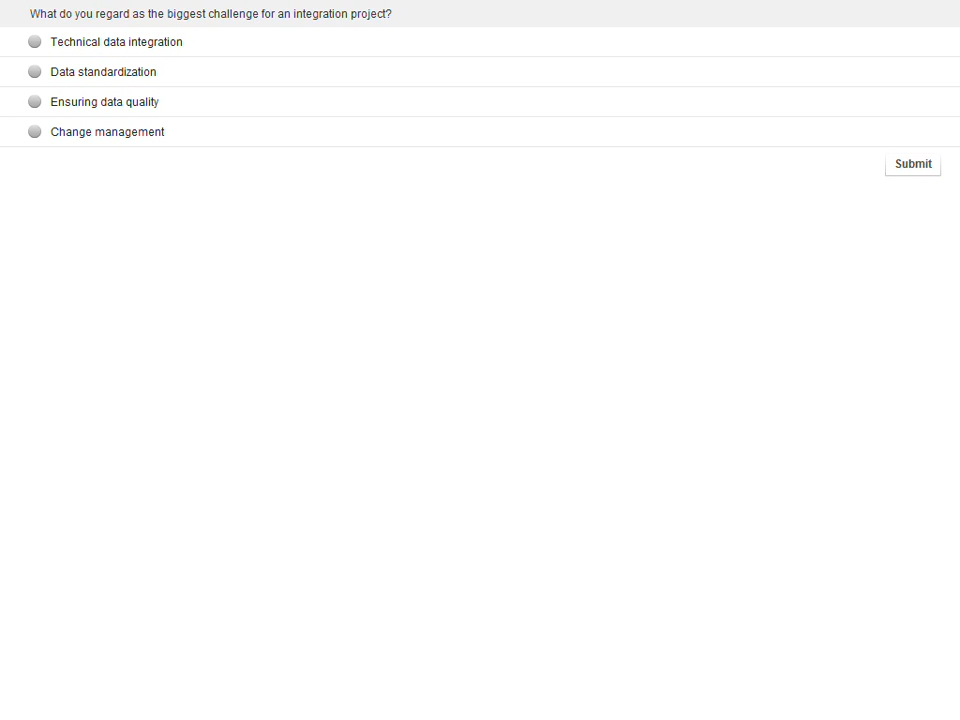 What do you regard as the biggest challenge for an integration project?
Technical data integration
Data standardization
Ensuring data quality
Change management
Submit